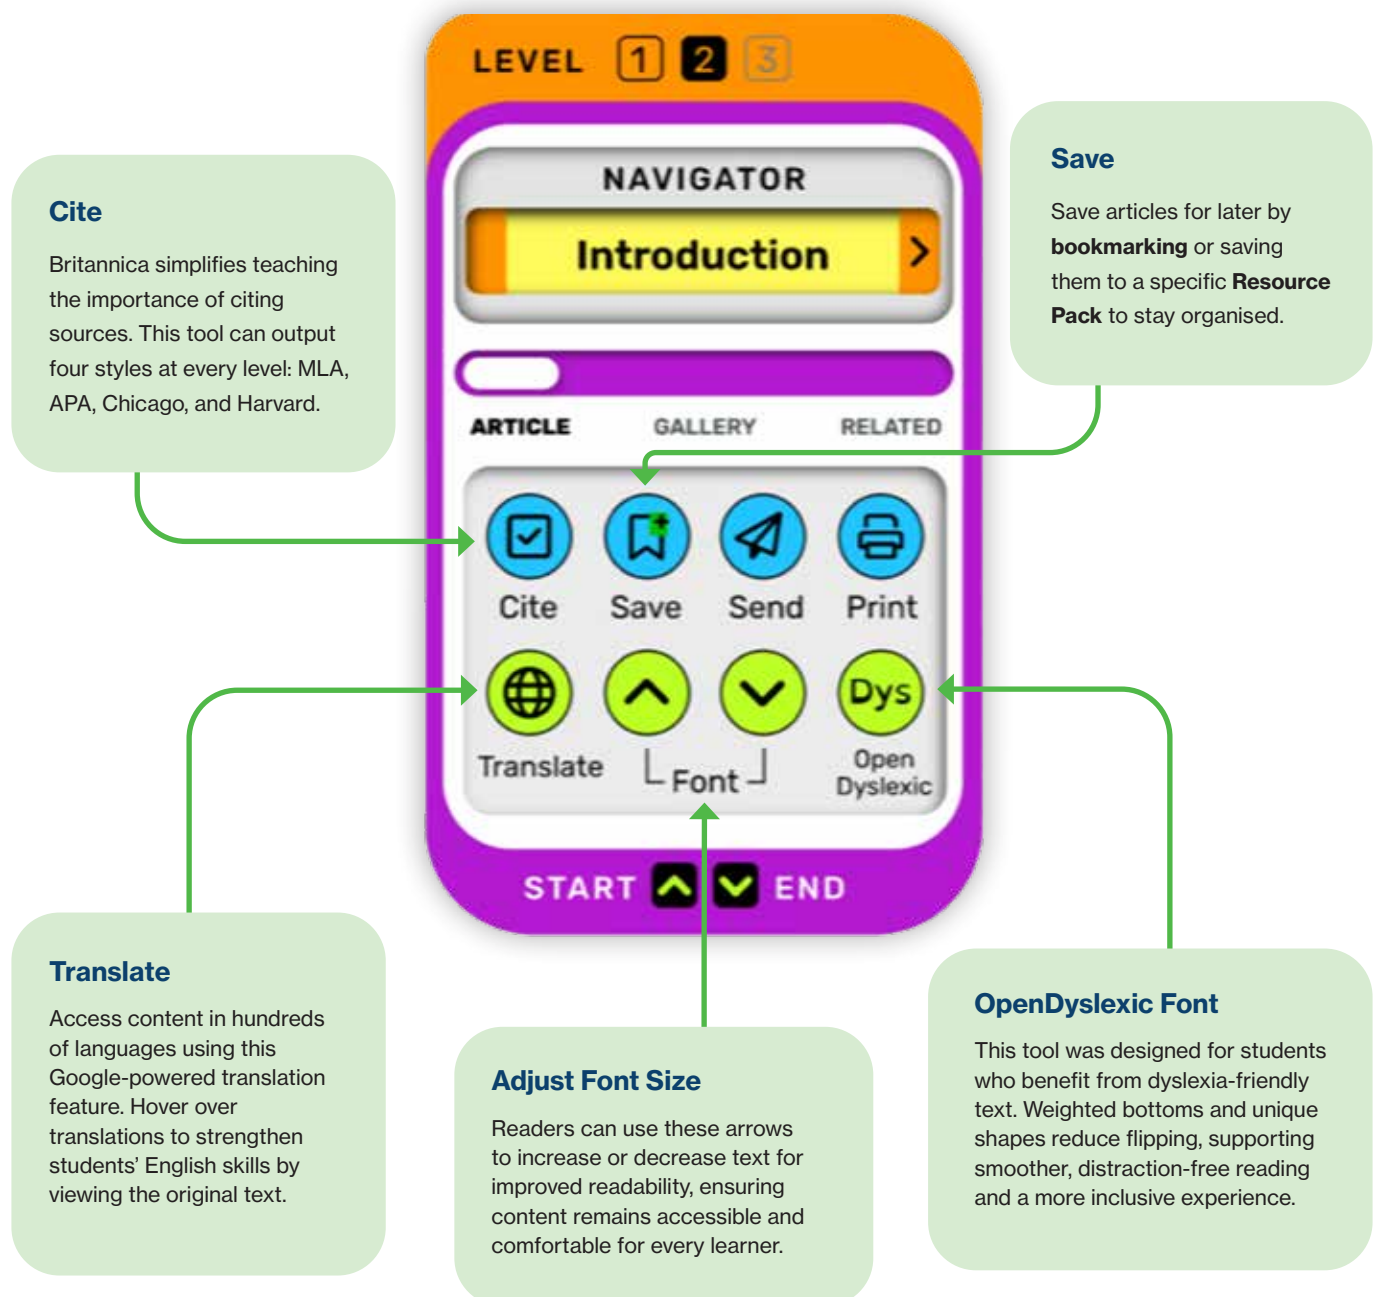 LEVEL 1 2 3
NAVIGATOR
Introduction
ARTICLE GALLERY RELATED
Cite Save Send Print
Dys
Translate Font Open
Dyslexic
START END
Cite
Britannica simplifies teaching
the importance of citing
sources. This tool can output
four styles at every level: MLA,
APA, Chicago, and Harvard.
Save
Save articles for later by
bookmarking or saving
them to a specific Resource
Pack to stay organised.
Translate
Access content in hundreds
of languages using this
Google-powered translation
feature. Hover over
translations to strengthen
students’ English skills by
viewing the original text.
Adjust Font Size
Readers can use these arrows
to increase or decrease text for
improved readability, ensuring
content remains accessible and
comfortable for every learner.
OpenDyslexic Font
This tool was designed for students
who benefit from dyslexia-friendly
text. Weighted bottoms and unique
shapes reduce flipping, supporting
smoother, distraction-free reading
and a more inclusive experience.